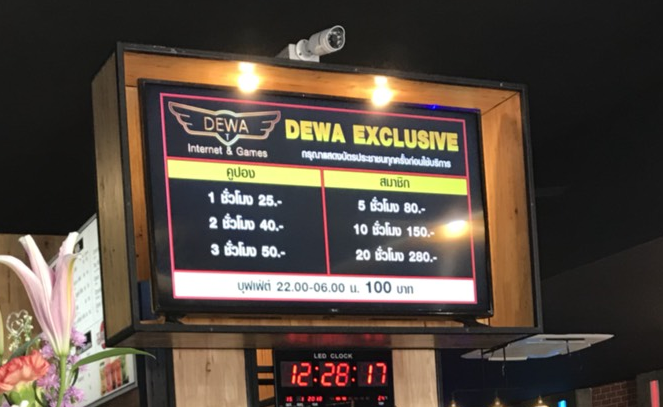 DEWA
Internet & Games
DEWA EXCLUSIVE
กรุณาแสดงบัตรประชาชนทุกครั้งก่อนใช้บริการ
คูปอง
1 ชั่วโมง 25.-
2 ชั่วโมง 40.-
3 ชั่วโมง 50.-
สมาชิก
5 ชั่วโมง 80.-
10 ชั่วโมง 150.-
20 ชั่วโมง 280.-
บุฟเฟ่ต์ 22.00-06.00 น. 100 บาท
LED CLOCK
12:28:17